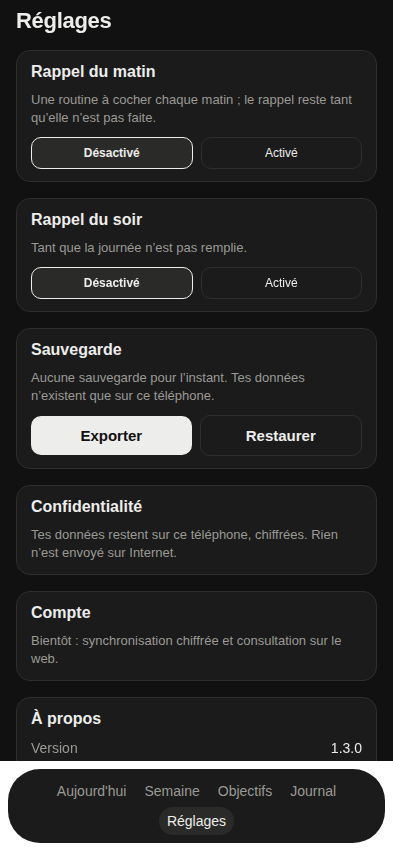 Réglages
Rappel du matin
Une routine à cocher chaque matin ; le rappel reste tant
qu’elle n’est pas faite.
Désactivé
Activé
Rappel du soir
Tant que la journée n’est pas remplie.
Désactivé
Activé
Sauvegarde
Aucune sauvegarde pour l’instant. Tes données
n’existent que sur ce téléphone.
Exporter
Restaurer
Confidentialité
Tes données restent sur ce téléphone, chiffrées. Rien
n’est envoyé sur Internet.
Compte
Bientôt : synchronisation chiffrée et consultation sur le
web.
À propos
Version 1.3.0
Aujourd'hui Semaine Objectifs Journal
Réglages